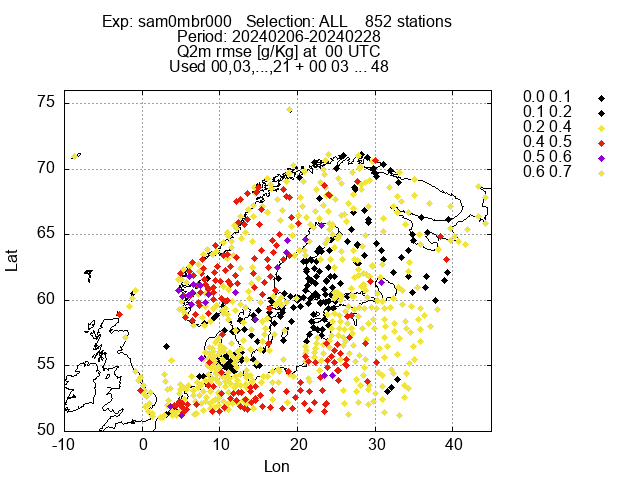 Exp: sam0mbr000 Selection: ALL 852 stations
Period: 20240206-20240228
Q2m rmse [g/Kg] at 00 UTC
Used 00,03,...,21 + 00 03 ... 48
0.0 0.1
0.1 0.2
0.2 0.4
0.4 0.5
0.5 0.6
0.6 0.7
75
70
65
60
55
50
Lat
-10 0 10 20 30 40
Lon